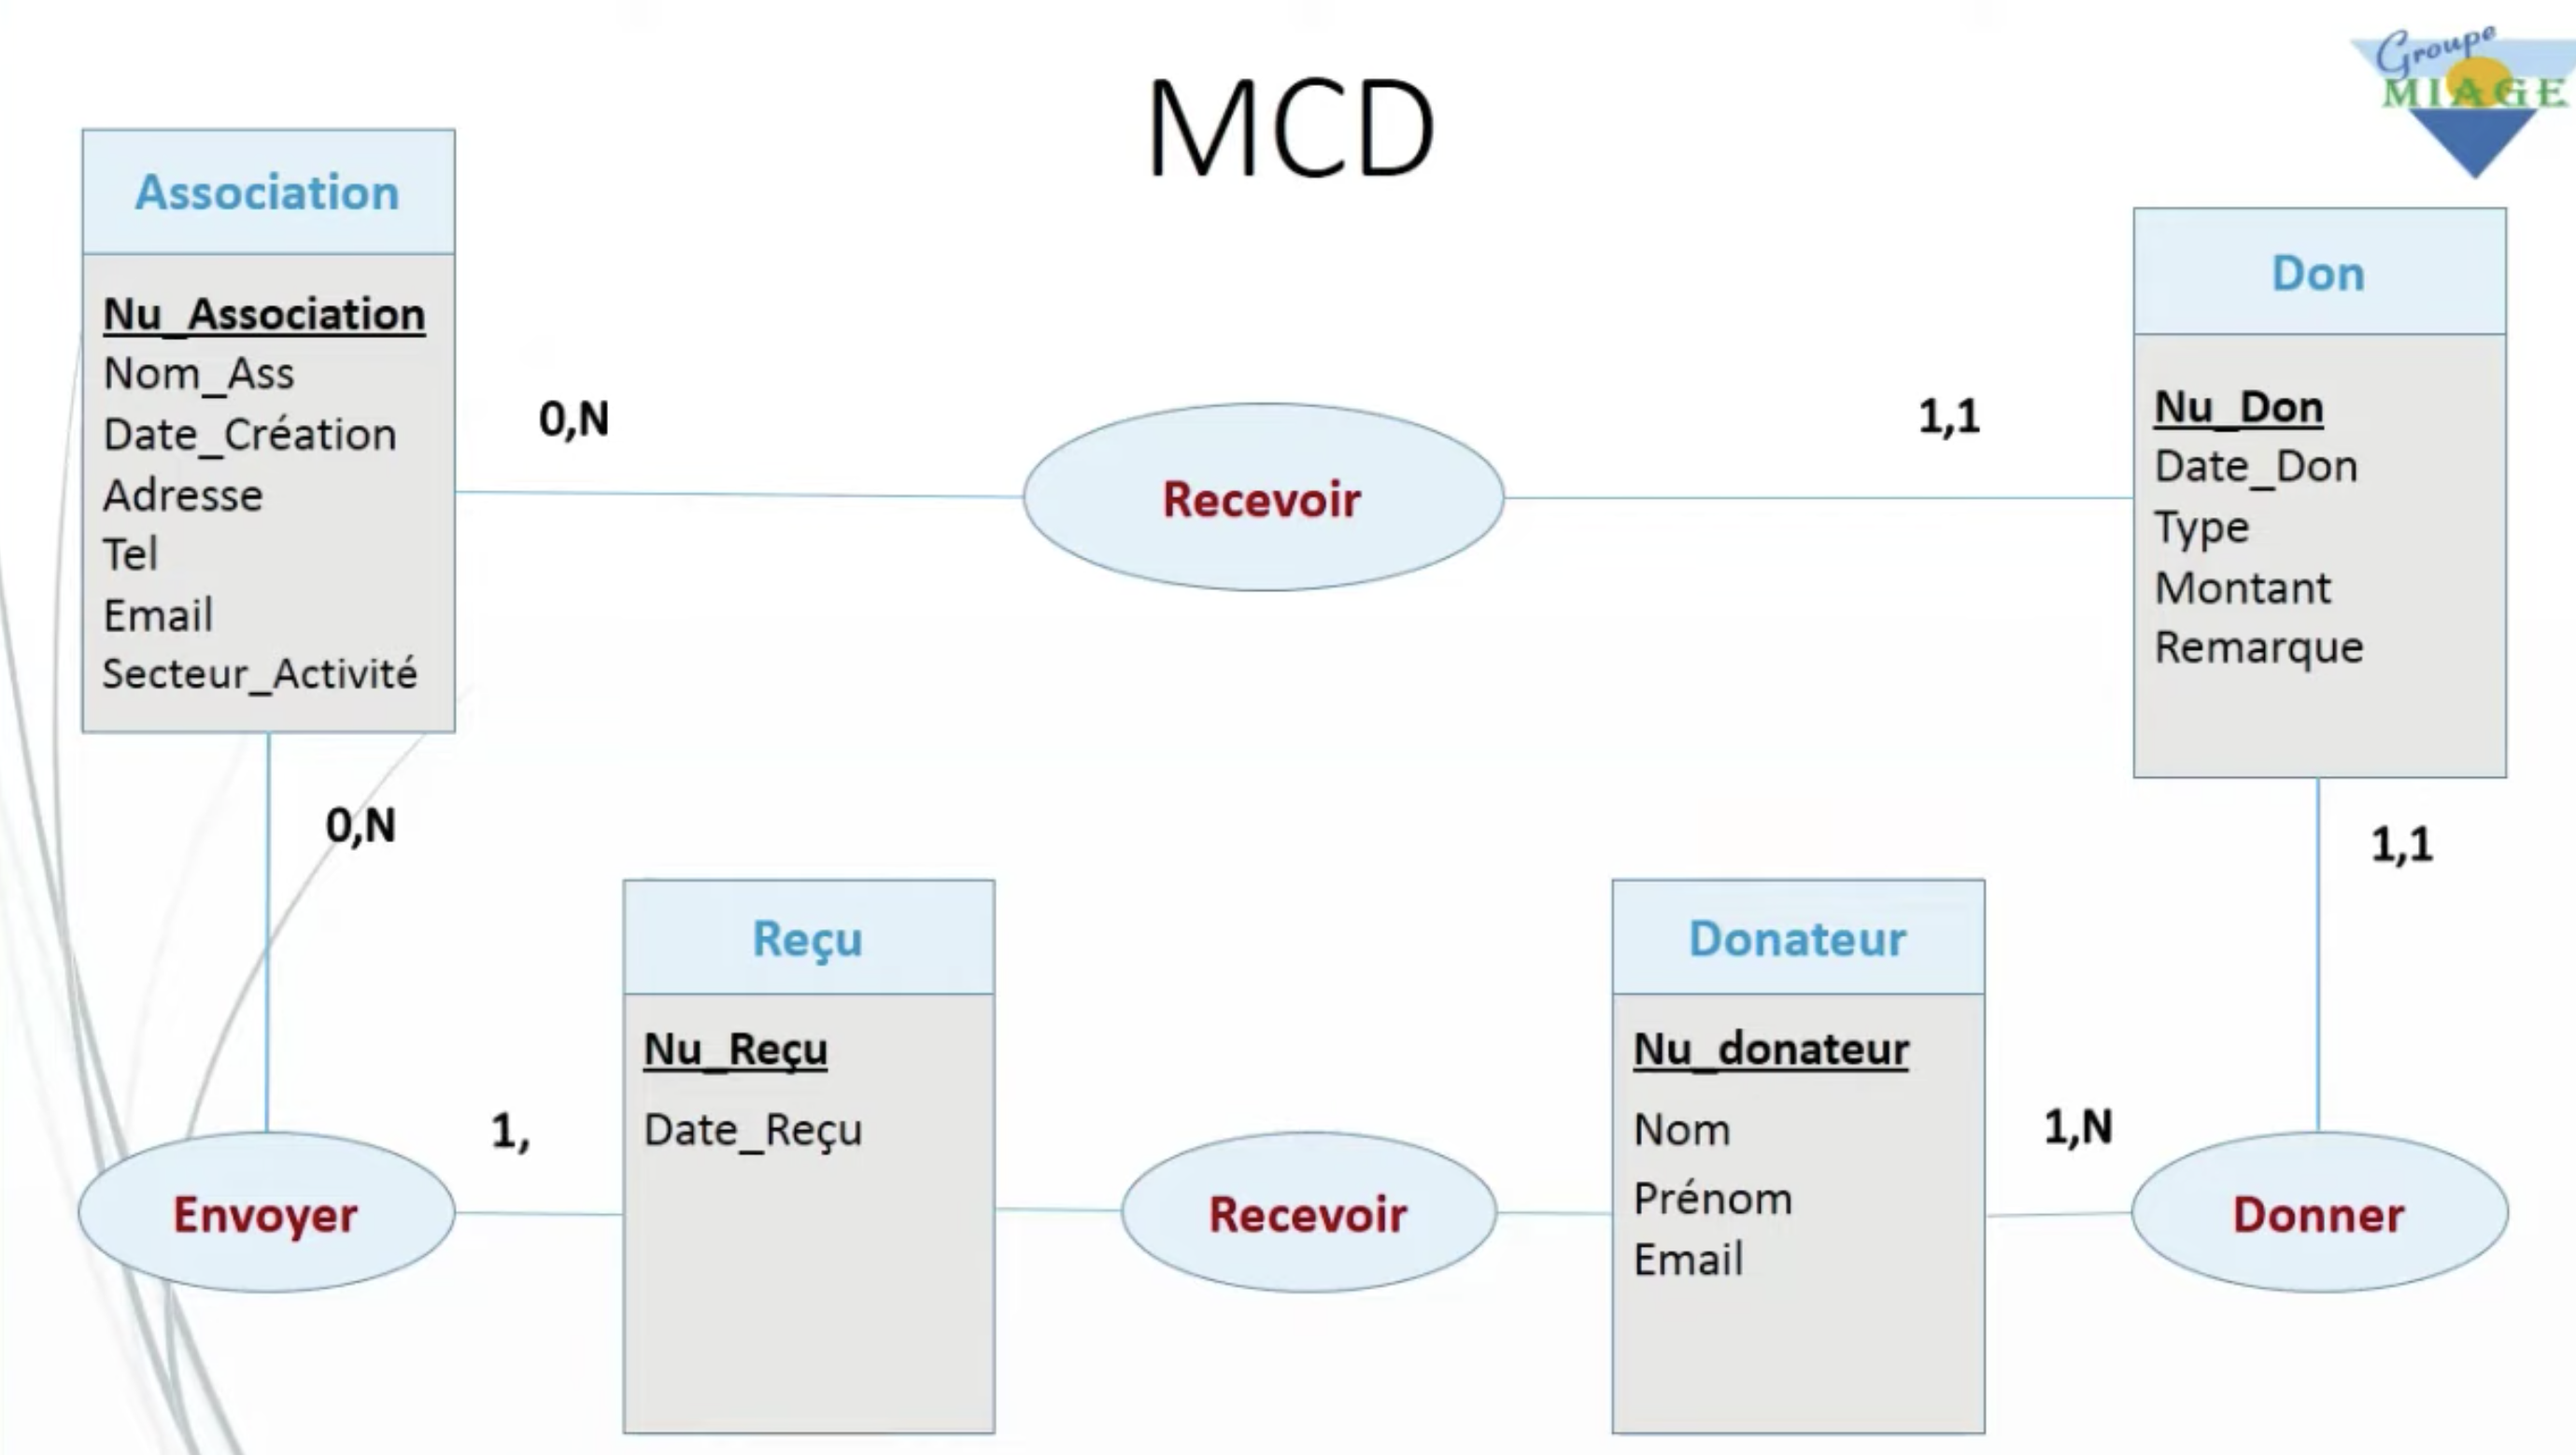 MCD
Groupe
MIAGE
Association
Nu_Association
Nom_Ass
Date_Création
Adresse
Tel
Email
Secteur_Activité
0,N
Recevoir
1,1
Don
Nu_Don
Date_Don
Type
Montant
Remarque
0,N
1,1
Reçu
Nu_Reçu
Date_Reçu
Donateur
Nu_donateur
Nom
Prénom
Email
Envoyer
1,
Recevoir
1,N
Donner